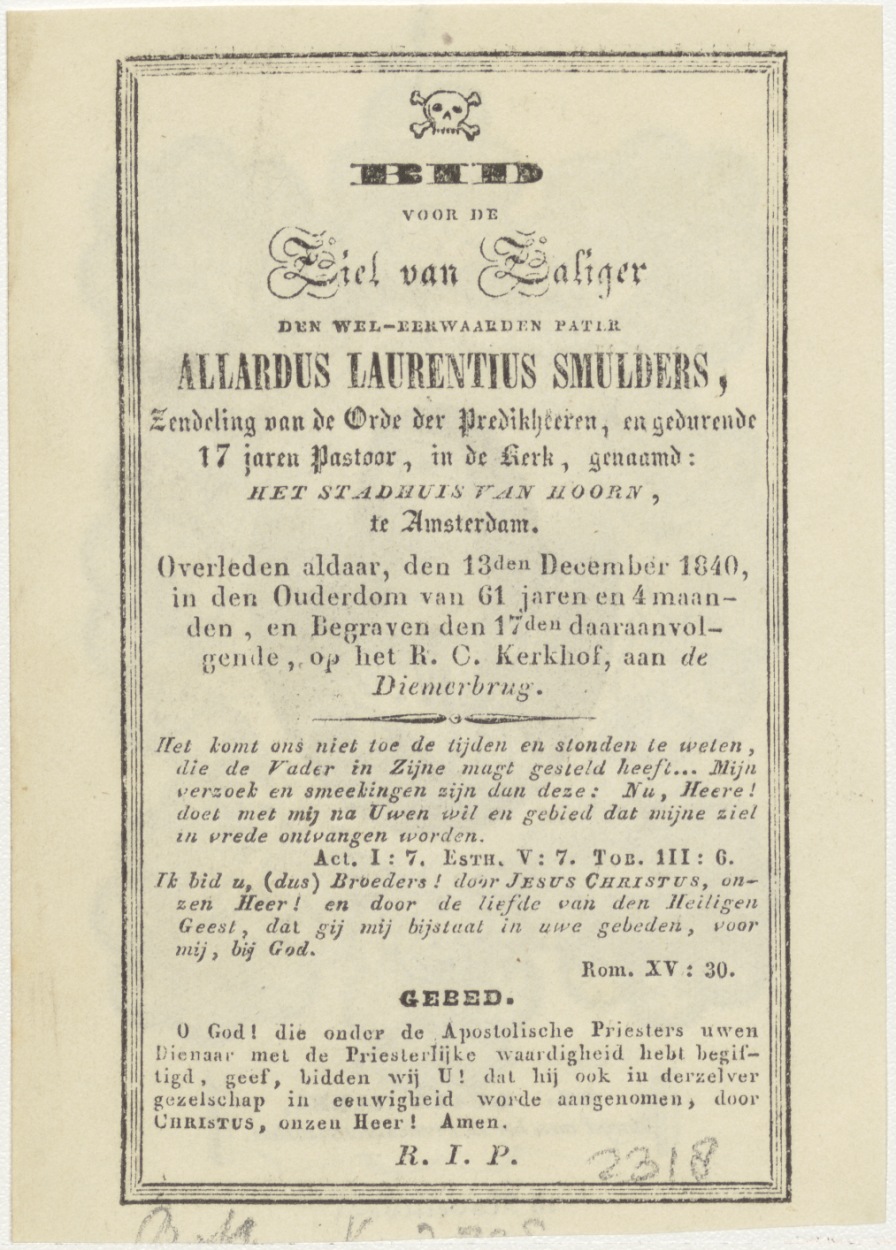 BID
VOOR DE
Ziel van Zaliger
DEN WEL-EERWAARDEN PATER
ALLARDUS LAURENTIUS SMULDERS,
Zendeling van de Orde der Predikheeren, en gedurende
17 jaren Pastoor, in de Kerk, genaamd:
HET STADHUIS VAN HOORN,
te Amsterdam.
Overleden aldaar, den 13den December 1840,
in den Ouderdom van 61 jaren en 4 maan-
den, en Begraven den 17den daaraanvol-
gende, op het R. C. Kerkhof, aan de
Diemerbrug.
Het komt ons niet toe de tijden en stonden te weten,
die de Vader in Zijne magt gesteld heeft... Mijn
verzoek en smeekingen zijn dan deze: Nu, Heere!
doet met mij na Uwen wil en gebied dat mijne ziel
in vrede ontvangen worden.
Act. I: 7. ESTH. V: 7. TOB. III: 6.
Ik bid u, (dus) Broeders! door JESUS CHRISTUS, on-
zen Heer! en door de liefde van den Heiligen
Geest, dat gij mij bijstaat in uwe gebeden, voor
mij, bij God.
Rom. XV: 30.
GEBED.
O God! die onder de Apostolische Priesters uwen
Dienaar met de Priesterlijke waardigheid hebt begif-
tigd, geef, bidden wij U! dat hij ook in derzelver
gezelschap in eeuwigheid worde aangenomen, door
CHRISTUS, onzen Heer! Amen.
R. I. P.
2318